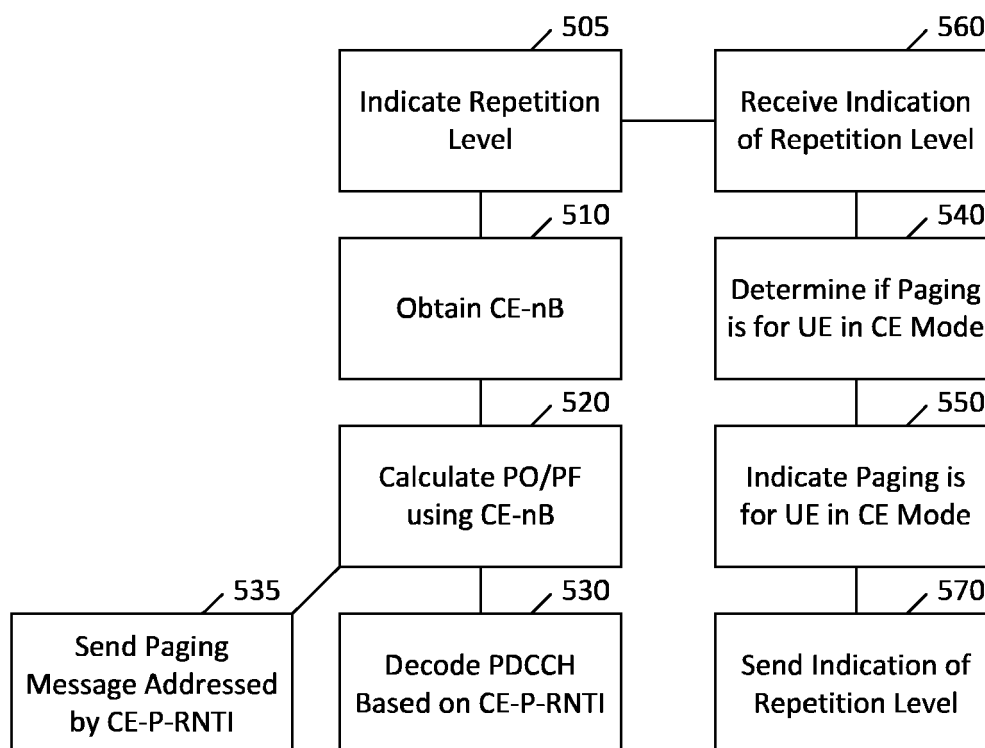 505
Indicate Repetition
Level
560
Receive Indication
of Repetition Level
510
Obtain CE-nB
540
Determine if Paging
is for UE in CE Mode
520
Calculate PO/PF
using CE-nB
550
Indicate Paging is
for UE in CE Mode
535
Send Paging
Message Addressed
by CE-P-RNTI
530
Decode PDCCH
Based on CE-P-RNTI
570
Send Indication of
Repetition Level